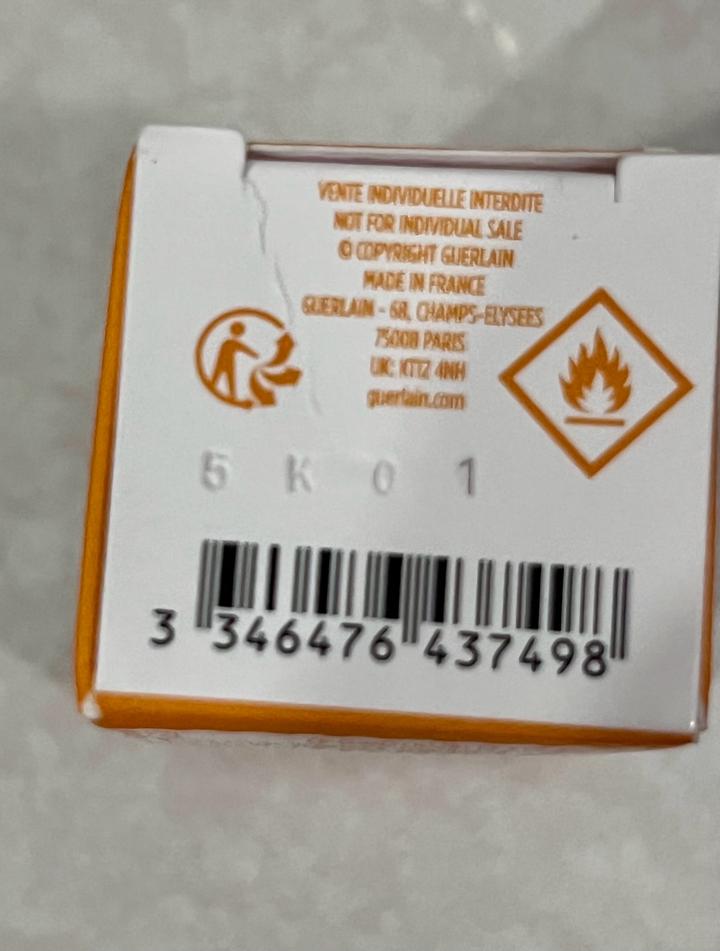 VENTE INDIVIDUELLE INTERDITE
NOT FOR INDIVIDUAL SALE
© COPYRIGHT GUERLAIN
MADE IN FRANCE
GUERLAIN - 68, CHAMPS-ELYSEES
75008 PARIS
UK: KT12 4NH
guerlain.com
5 K 0 1
3 346476 437498